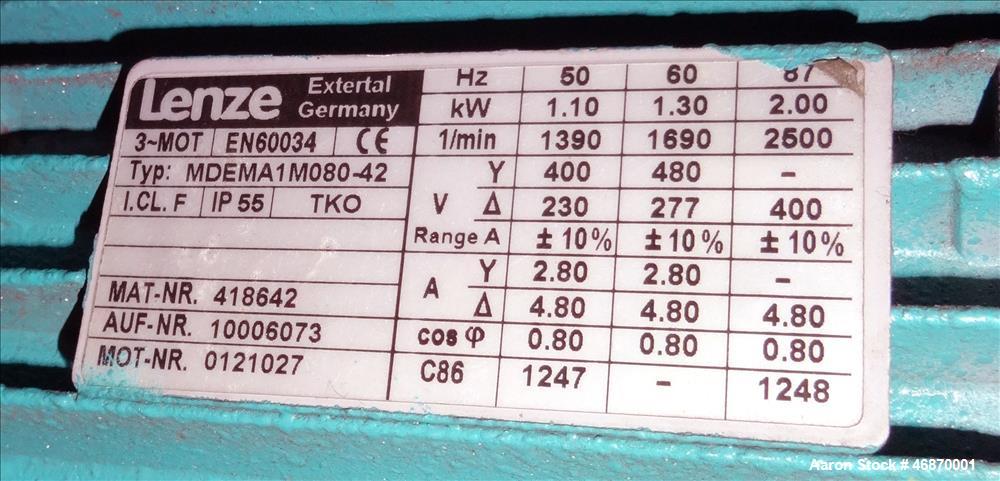 Lenze Extertal Germany
3~MOT EN60034 CE
Typ: MDEMA1M080-42
I.CL. F IP 55 TKO
MAT-NR. 418642
AUF-NR. 10006073
MOT-NR. 0121027
Hz 50 60 87
kW 1.10 1.30 2.00
1/min 1390 1690 2500
V Y 400 480 -
Δ 230 277 400
Range A ± 10% ± 10% ± 10%
A Y 2.80 2.80 -
Δ 4.80 4.80 4.80
cos φ 0.80 0.80 0.80
C86 1247 - 1248
Aaron Stock # 46870001